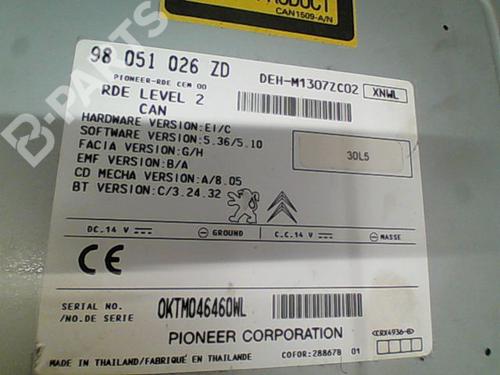 PRODUCT
CAN1509-A/N
98 051 026 ZD
DEH-M1307ZC02
XNWL
PIONEER-RDE CEM 00
RDE LEVEL 2
CAN
HARDWARE VERSION:EI/C
SOFTWARE VERSION:5.36/5.10
FACIA VERSION:G/H
EMF VERSION:B/A
CD MECHA VERSION:A/8.05
BT VERSION:C/3.24.32
30L5
DC.14 V
GROUND
C.C.14 V
MASSE
CE
SERIAL NO.
/NO.DE SERIE
OKTM046460WL
PIONEER CORPORATION
<CRX4936-B>
MADE IN THAILAND/FABRIQUÉ EN THAILANDE
COFOR:288678 01
B-PARTS
B-PARTS